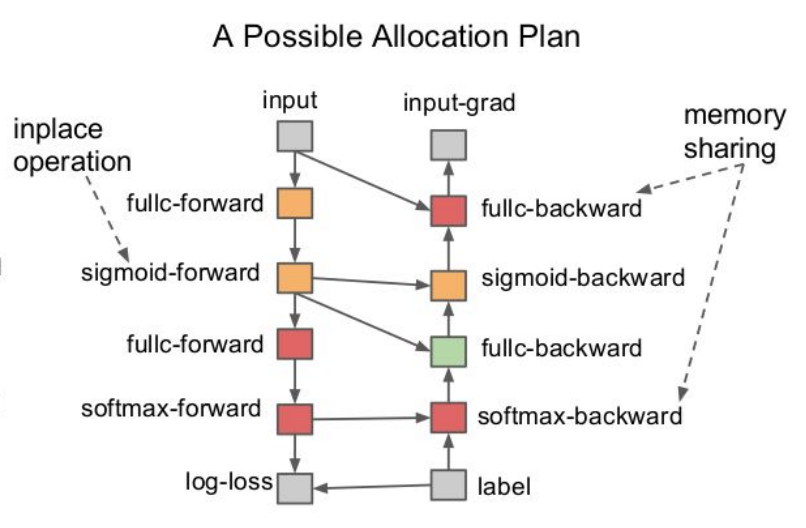 A Possible Allocation Plan
input
input-grad
inplace
operation
memory
sharing
fullc-forward
fullc-backward
sigmoid-forward
sigmoid-backward
fullc-forward
fullc-backward
softmax-forward
softmax-backward
log-loss
label